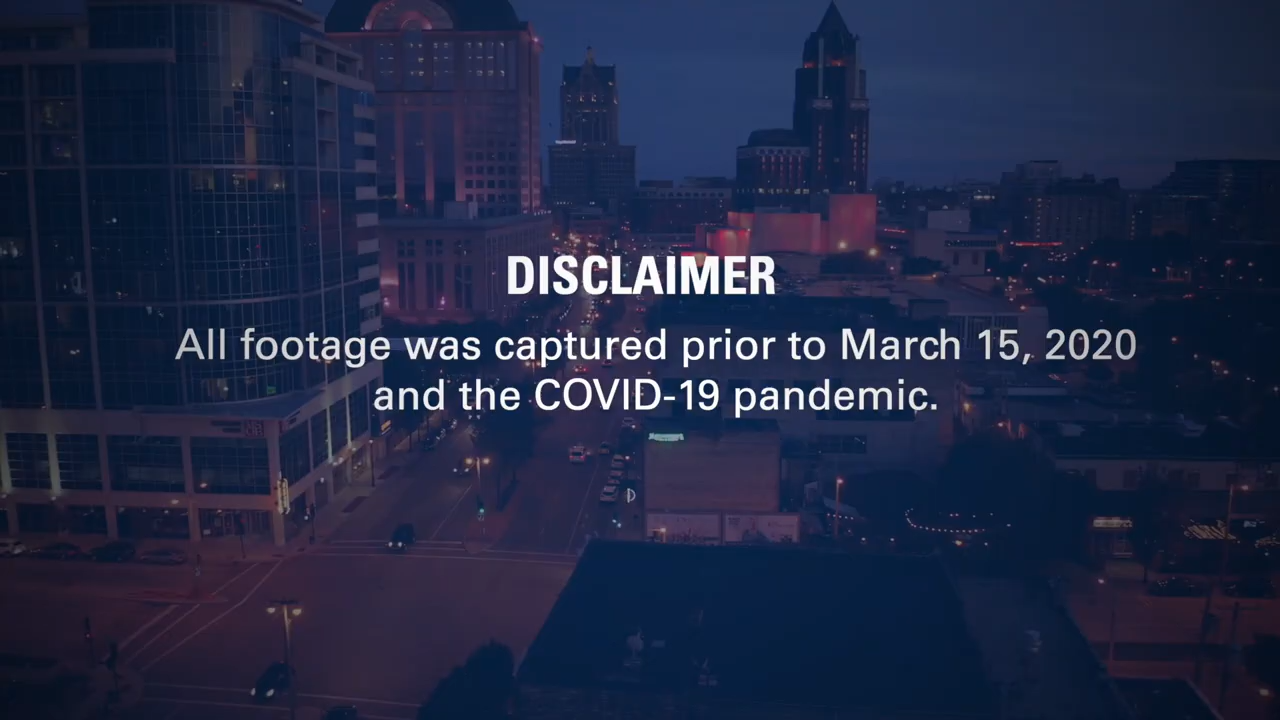 DISCLAIMER
All footage was captured prior to March 15, 2020
and the COVID-19 pandemic.